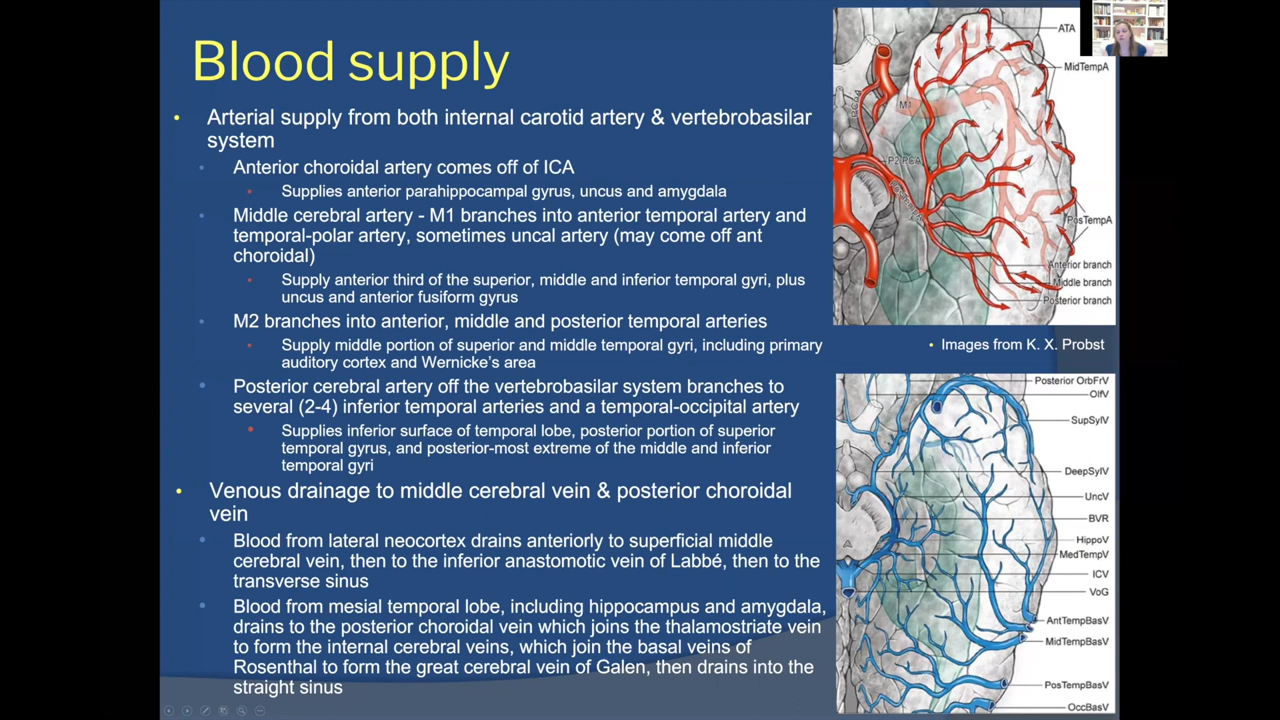 Blood supply
• Arterial supply from both internal carotid artery & vertebrobasilar
system
• Anterior choroidal artery comes off of ICA
• Supplies anterior parahippocampal gyrus, uncus and amygdala
• Middle cerebral artery - M1 branches into anterior temporal artery and
temporal-polar artery, sometimes uncal artery (may come off ant
choroidal)
• Supply anterior third of the superior, middle and inferior temporal gyri, plus
uncus and anterior fusiform gyrus
• M2 branches into anterior, middle and posterior temporal arteries
• Supply middle portion of superior and middle temporal gyri, including primary
auditory cortex and Wernicke's area
• Posterior cerebral artery off the vertebrobasilar system branches to
several (2-4) inferior temporal arteries and a temporal-occipital artery
• Supplies inferior surface of temporal lobe, posterior portion of superior
temporal gyrus, and posterior-most extreme of the middle and inferior
temporal gyri
• Venous drainage to middle cerebral vein & posterior choroidal
vein
• Blood from lateral neocortex drains anteriorly to superficial middle
cerebral vein, then to the inferior anastomotic vein of Labbé, then to the
transverse sinus
• Blood from mesial temporal lobe, including hippocampus and amygdala,
drains to the posterior choroidal vein which joins the thalamostriate vein
to form the internal cerebral veins, which join the basal veins of
Rosenthal to form the great cerebral vein of Galen, then drains into the
straight sinus
ATA
MidTempA
M1
P2 PCA
PosTempA
Anterior branch
Middle branch
Posterior branch
• Images from K. X. Probst
Posterior OrbFrV
OlfV
SupSylV
DeepSylV
UncV
BVR
HippoV
MedTempV
ICV
VoG
AntTempBasV
MidTempBasV
PosTempBasV
OccBasV